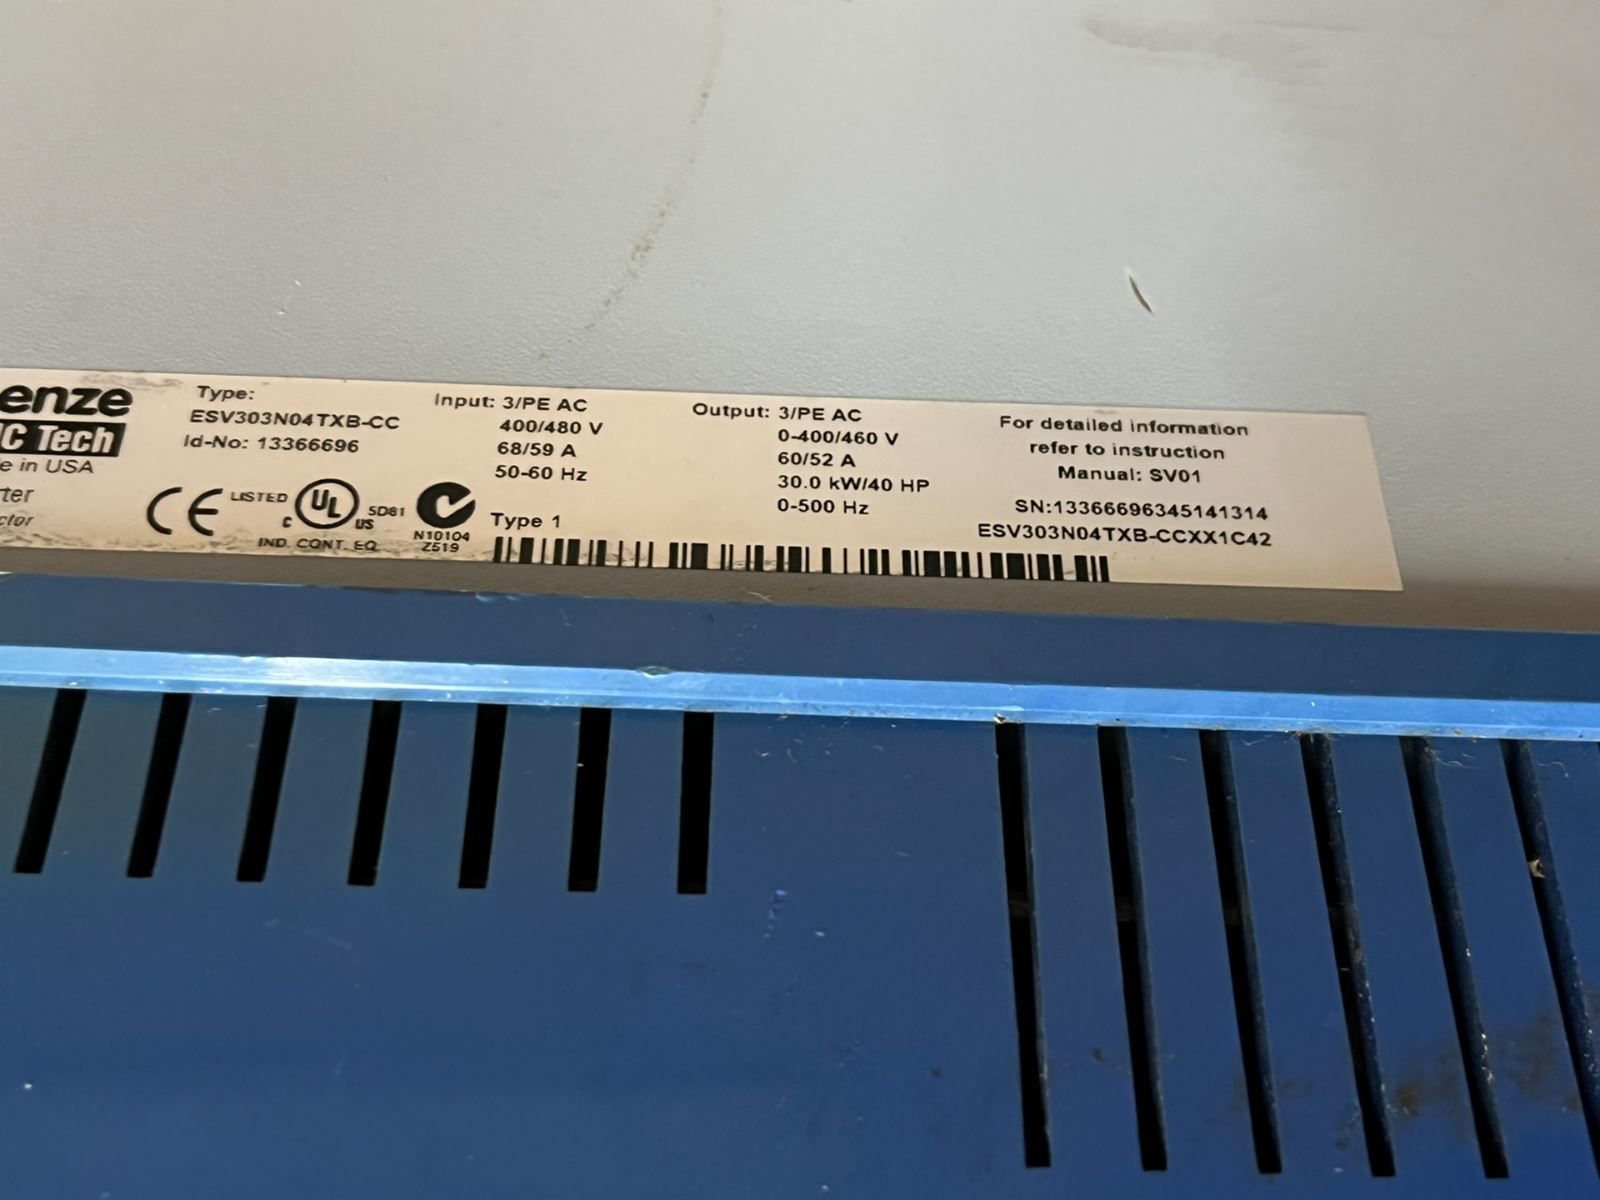 enze
C Tech
e in USA
Type:
ESV303N04TXB-CC
Id-No: 13366696
Input: 3/PE AC
400/480 V
68/59 A
50-60 Hz
Output: 3/PE AC
0-400/460 V
60/52 A
30.0 kW/40 HP
0-500 Hz
For detailed information
refer to instruction
Manual: SV01
SN:13366696345141314
ESV303N04TXB-CCXX1C42
CE
LISTED
C UL US
5D81
IND. CONT. EQ.
N10104
Z519
Type 1